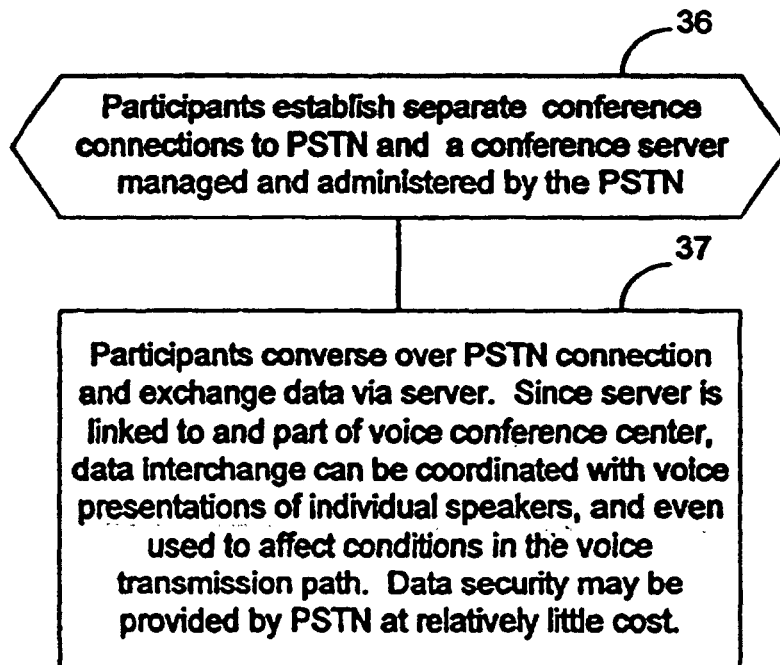 36
Participants establish separate conference
connections to PSTN and a conference server
managed and administered by the PSTN
37
Participants converse over PSTN connection
and exchange data via server. Since server is
linked to and part of voice conference center,
data interchange can be coordinated with voice
presentations of individual speakers, and even
used to affect conditions in the voice
transmission path. Data security may be
provided by PSTN at relatively little cost.